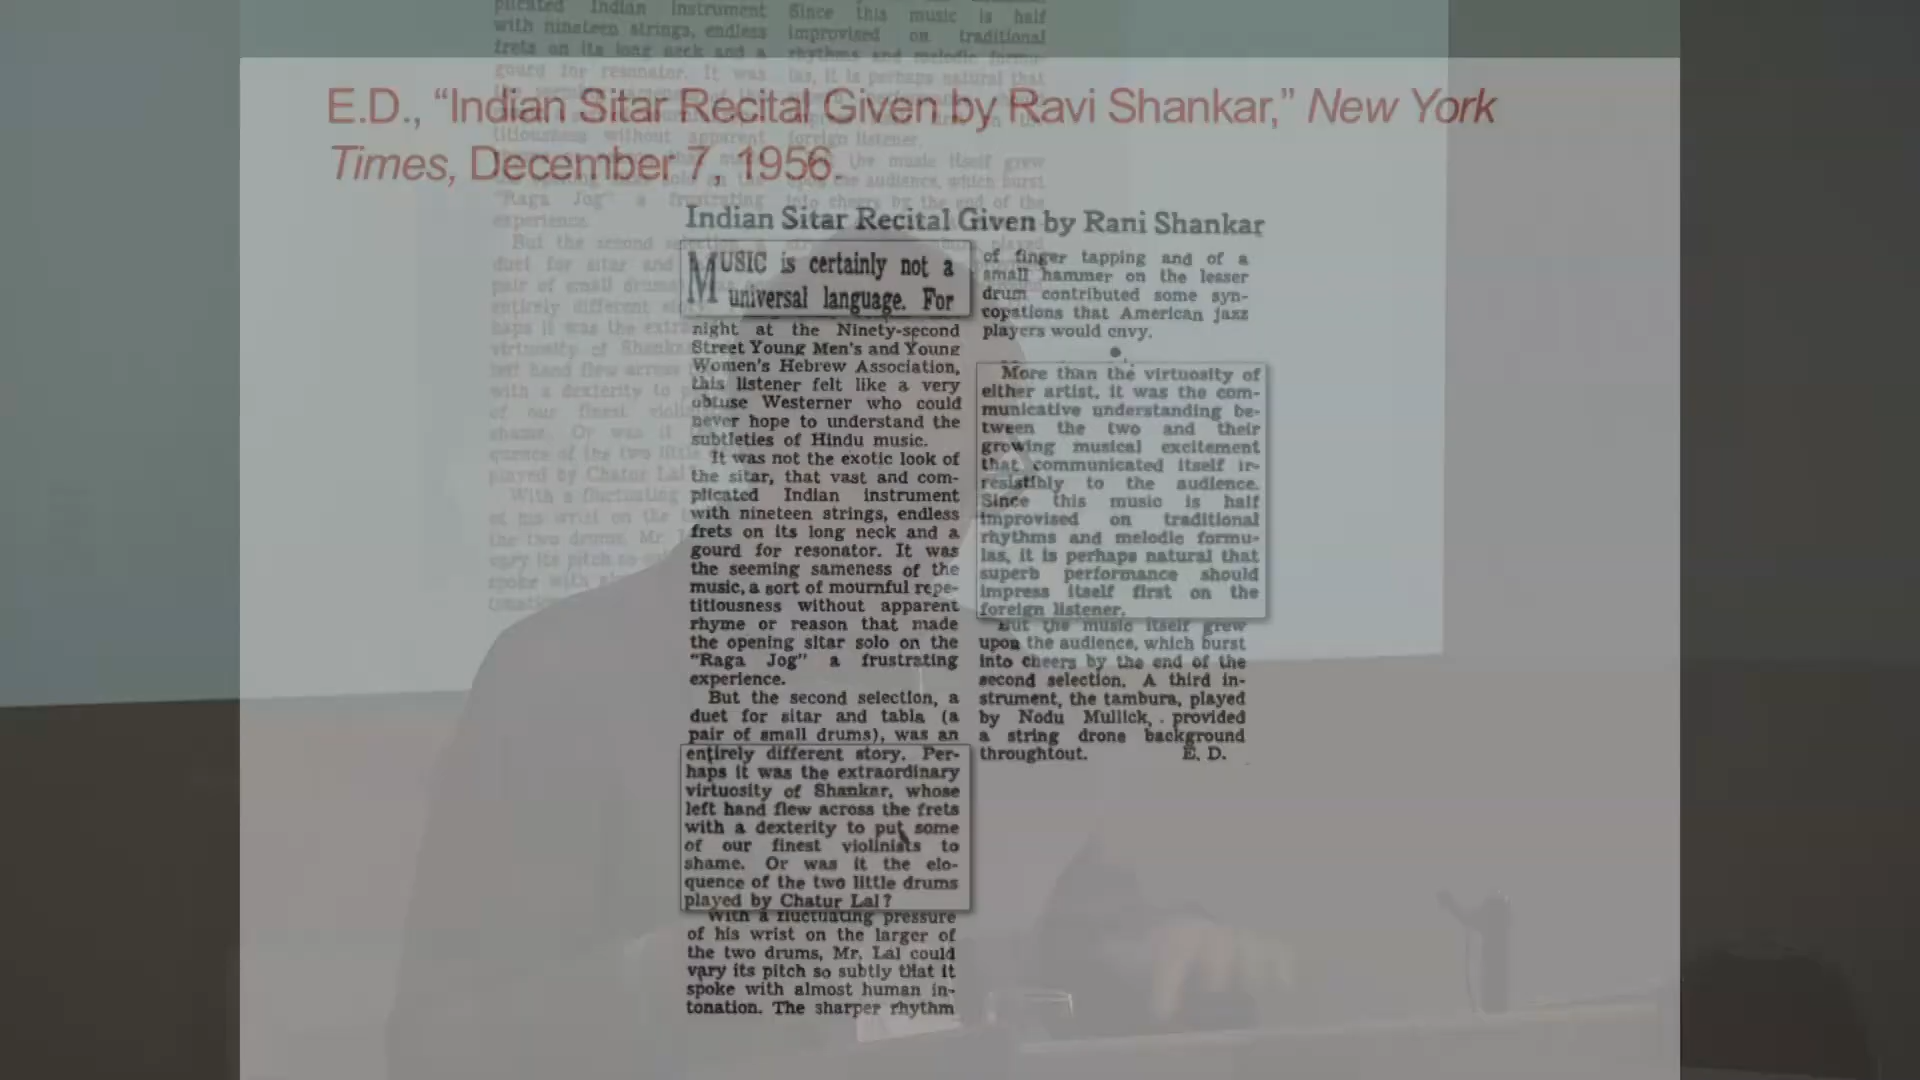 E.D., “Indian Sitar Recital Given by Ravi Shankar,” New York
Times, December 7, 1956.
Indian Sitar Recital Given by Rani Shankar
MUSIC is certainly not a
universal language. For
night at the Ninety-second
Street Young Men's and Young
Women's Hebrew Association,
this listener felt like a very
obtuse Westerner who could
never hope to understand the
subtleties of Hindu music.
It was not the exotic look of
the sitar, that vast and com-
plicated Indian instrument
with nineteen strings, endless
frets on its long neck and a
gourd for resonator. It was
the seeming sameness of the
music, a sort of mournful repe-
titiousness without apparent
rhyme or reason that made
the opening sitar solo on the
"Raga Jog" a frustrating
experience.
But the second selection, a
duet for sitar and tabla (a
pair of small drums), was an
entirely different story. Per-
haps it was the extraordinary
virtuosity of Shankar, whose
left hand flew across the frets
with a dexterity to put some
of our finest violinists to
shame. Or was it the elo-
quence of the two little drums
played by Chatur Lal?
With a fluctuating pressure
of his wrist on the larger of
the two drums, Mr. Lal could
vary its pitch so subtly that it
spoke with almost human in-
tonation. The sharper rhythm
of finger tapping and of a
small hammer on the lesser
drum contributed some syn-
copations that American jazz
players would envy.
More than the virtuosity of
either artist, it was the com-
municative understanding be-
tween the two and their
growing musical excitement
that communicated itself ir-
resistibly to the audience.
Since this music is half
improvised on traditional
rhythms and melodic formu-
las, it is perhaps natural that
superb performance should
impress itself first on the
foreign listener.
But the music itself grew
upon the audience, which burst
into cheers by the end of the
second selection. A third in-
strument, the tambura, played
by Nodu Mullick, provided
a string drone background
throughtout. E. D.